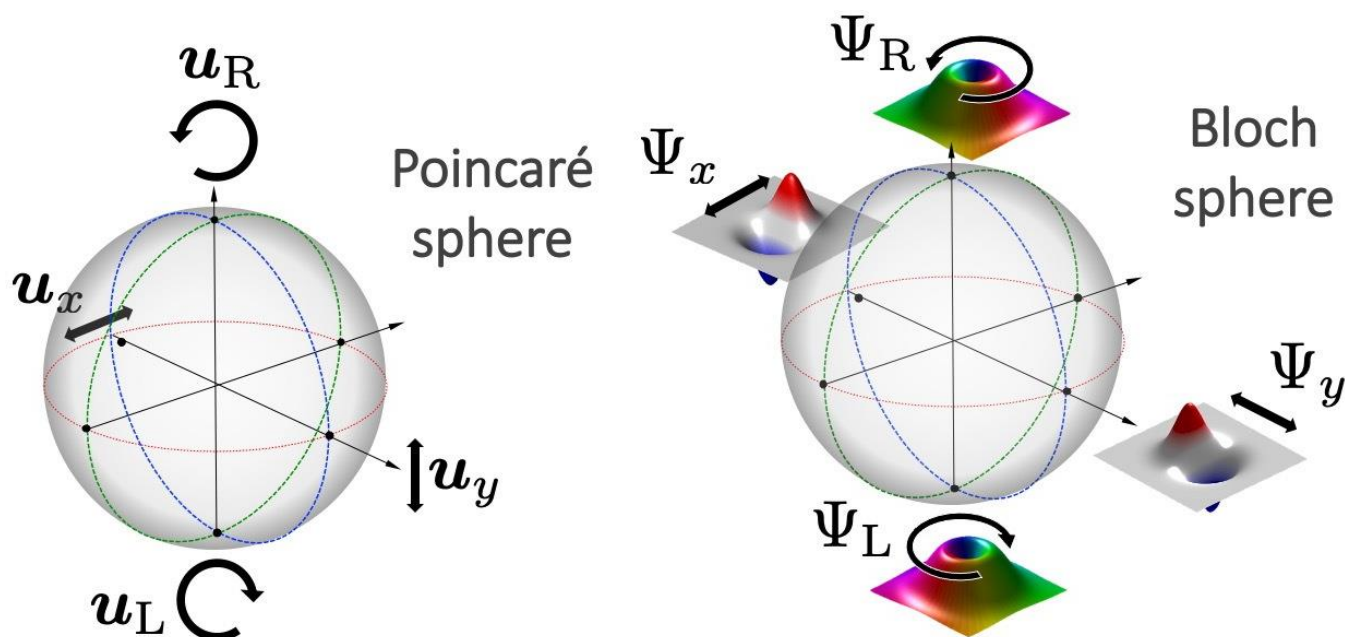 𝒖_R
Poincaré
sphere
𝒖_x
𝒖_y
𝒖_L
Ψ_R
Bloch
sphere
Ψ_x
Ψ_y
Ψ_L